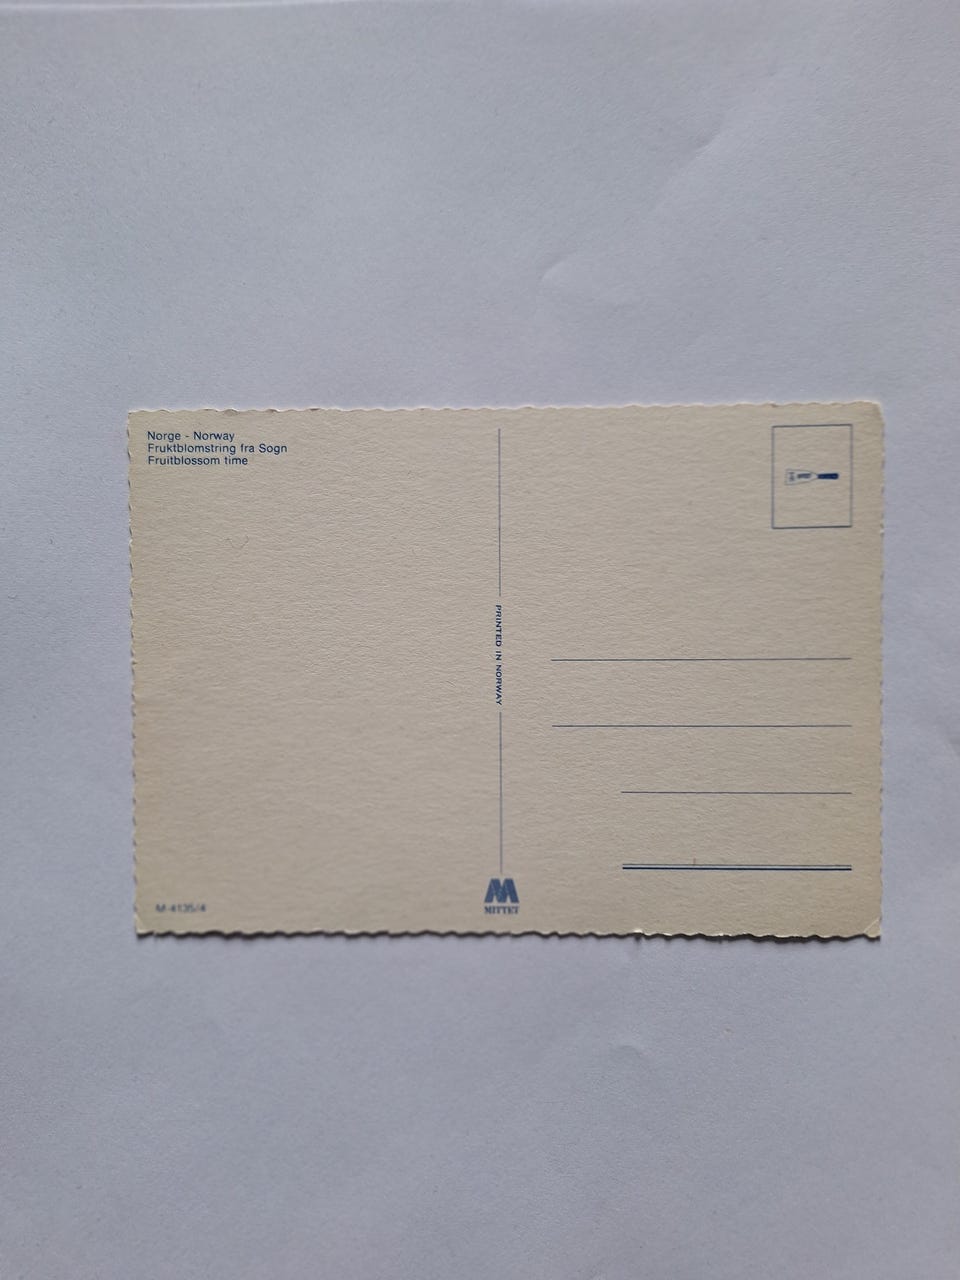 Norge - Norway
Fruktblomstring fra Sogn
Fruitblossom time
PRINTED IN NORWAY
M-4135/4
MITTET